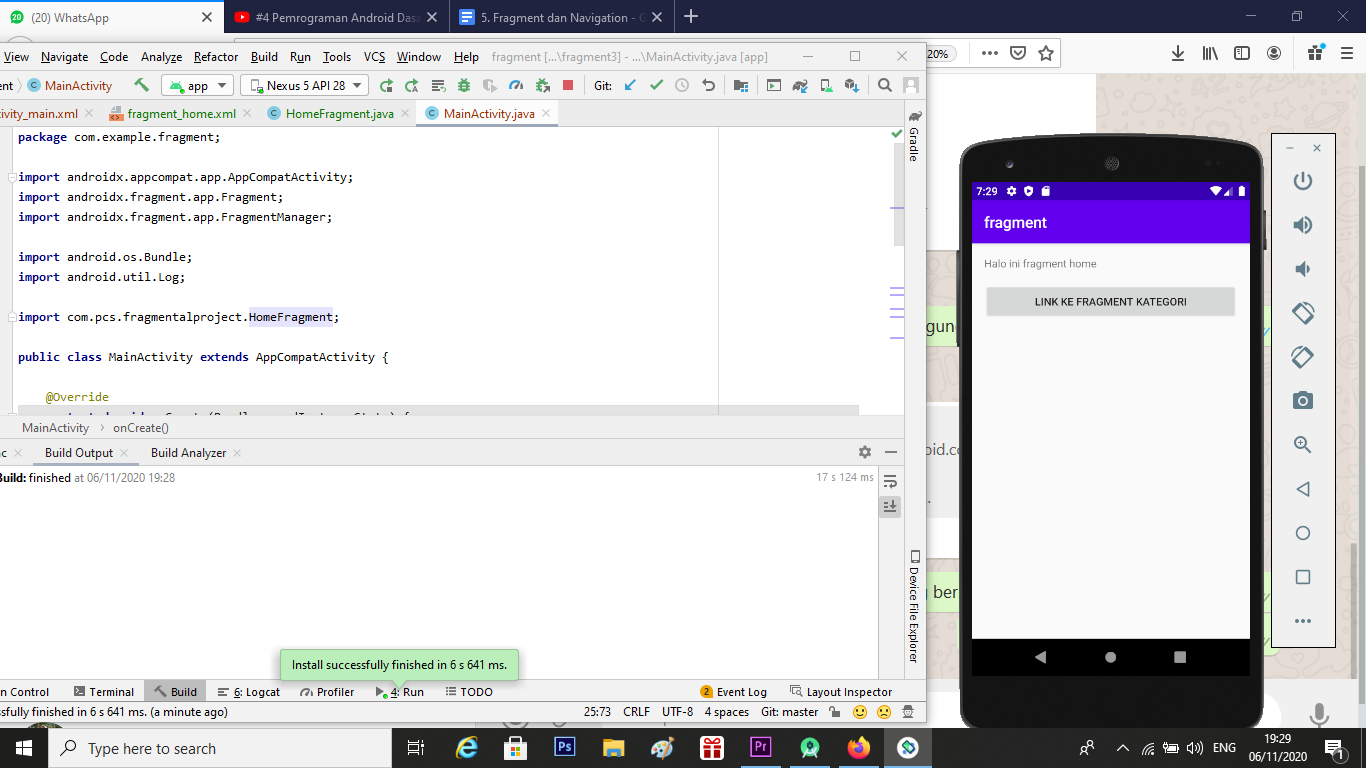 (20) WhatsApp
#4 Pemrograman Android Dasa
5. Fragment dan Navigation - G
20%
View Navigate Code Analyze Refactor Build Run Tools VCS Window Help fragment [...\fragment3] - ...\MainActivity.java [app]
MainActivity
app
Nexus 5 API 28
Git:
ivity_main.xml
fragment_home.xml
HomeFragment.java
MainActivity.java
package com.example.fragment;
import androidx.appcompat.app.AppCompatActivity;
import androidx.fragment.app.Fragment;
import androidx.fragment.app.FragmentManager;
import android.os.Bundle;
import android.util.Log;
import com.pcs.fragmentalproject.HomeFragment;
public class MainActivity extends AppCompatActivity {
@Override
MainActivity > onCreate()
Build Output
Build Analyzer
Build: finished at 06/11/2020 19:28
17 s 124 ms
Gradle
Device File Explorer
Install successfully finished in 6 s 641 ms.
n Control
Terminal
Build
6: Logcat
Profiler
4: Run
TODO
2 Event Log
Layout Inspector
ssfully finished in 6 s 641 ms. (a minute ago)
25:73 CRLF UTF-8 4 spaces Git: master
7:29
fragment
Halo ini fragment home
LINK KE FRAGMENT KATEGORI
gun
oid.co
ber
Type here to search
Ps
Pr
ENG
19:29
06/11/2020
1